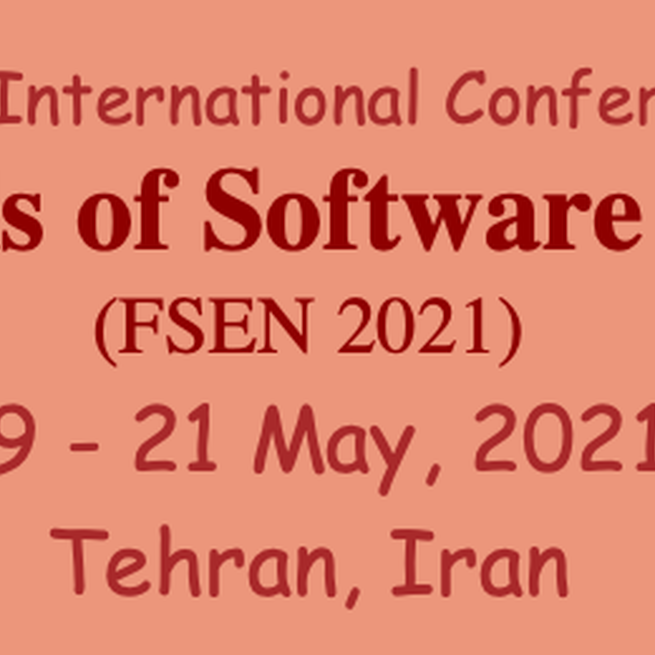 International Confer
s of Software
(FSEN 2021)
9 - 21 May, 2021
Tehran, Iran